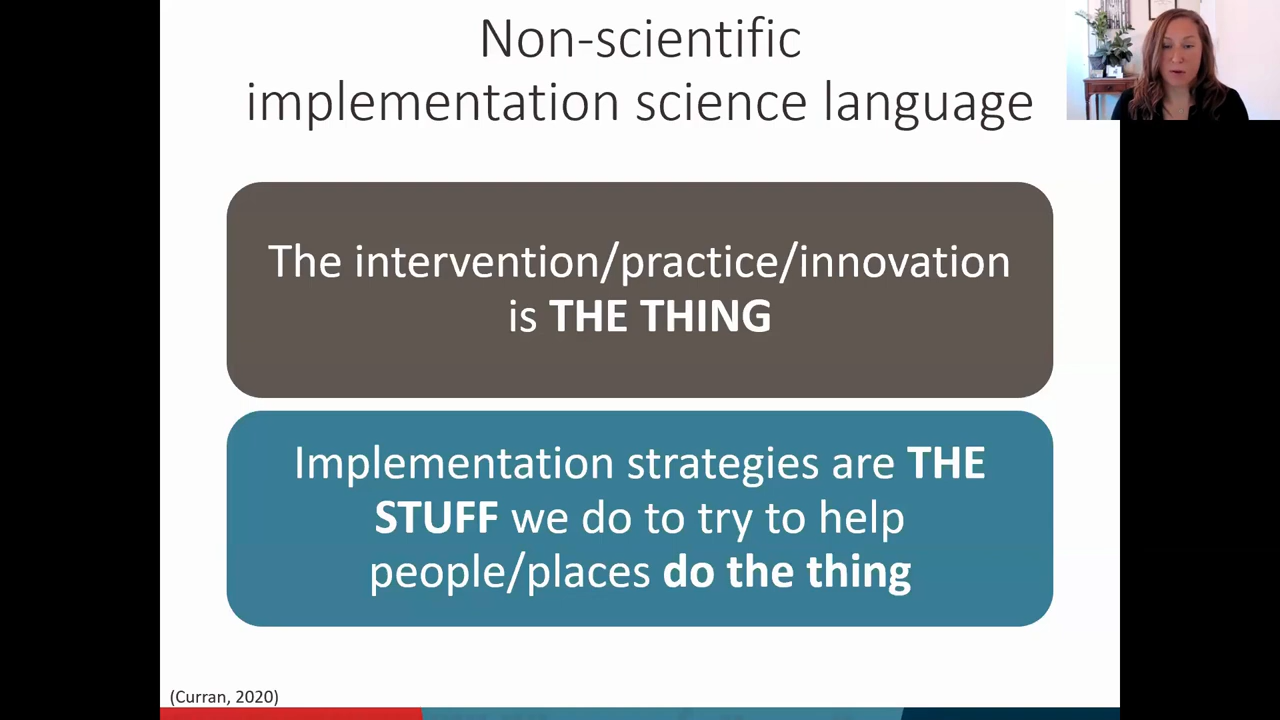 Non-scientific
implementation science language
The intervention/practice/innovation
is THE THING
Implementation strategies are THE
STUFF we do to try to help
people/places do the thing
(Curran, 2020)